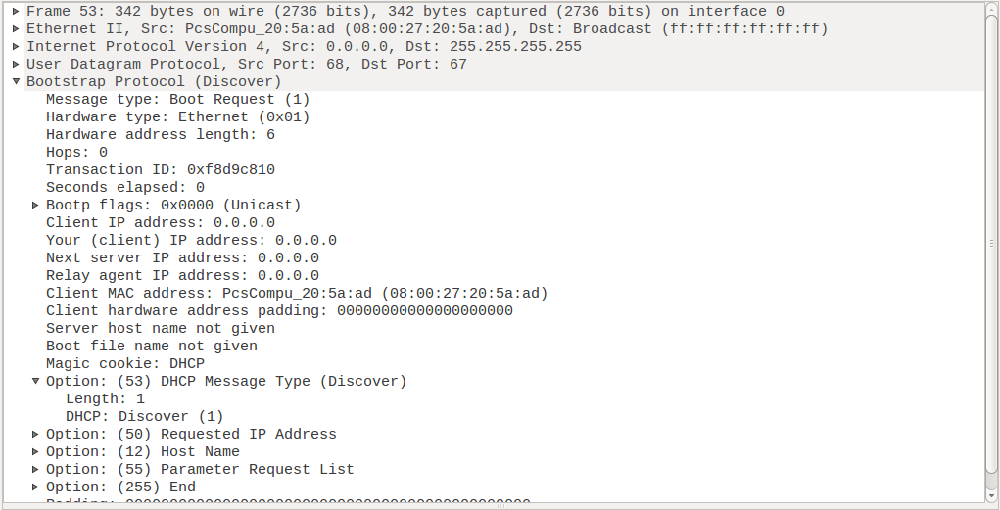 Frame 53: 342 bytes on wire (2736 bits), 342 bytes captured (2736 bits) on interface 0
Ethernet II, Src: PcsCompu_20:5a:ad (08:00:27:20:5a:ad), Dst: Broadcast (ff:ff:ff:ff:ff:ff)
Internet Protocol Version 4, Src: 0.0.0.0, Dst: 255.255.255.255
User Datagram Protocol, Src Port: 68, Dst Port: 67
Bootstrap Protocol (Discover)
Message type: Boot Request (1)
Hardware type: Ethernet (0x01)
Hardware address length: 6
Hops: 0
Transaction ID: 0xf8d9c810
Seconds elapsed: 0
Bootp flags: 0x0000 (Unicast)
Client IP address: 0.0.0.0
Your (client) IP address: 0.0.0.0
Next server IP address: 0.0.0.0
Relay agent IP address: 0.0.0.0
Client MAC address: PcsCompu_20:5a:ad (08:00:27:20:5a:ad)
Client hardware address padding: 00000000000000000000
Server host name not given
Boot file name not given
Magic cookie: DHCP
Option: (53) DHCP Message Type (Discover)
Length: 1
DHCP: Discover (1)
Option: (50) Requested IP Address
Option: (12) Host Name
Option: (55) Parameter Request List
Option: (255) End
Padding: